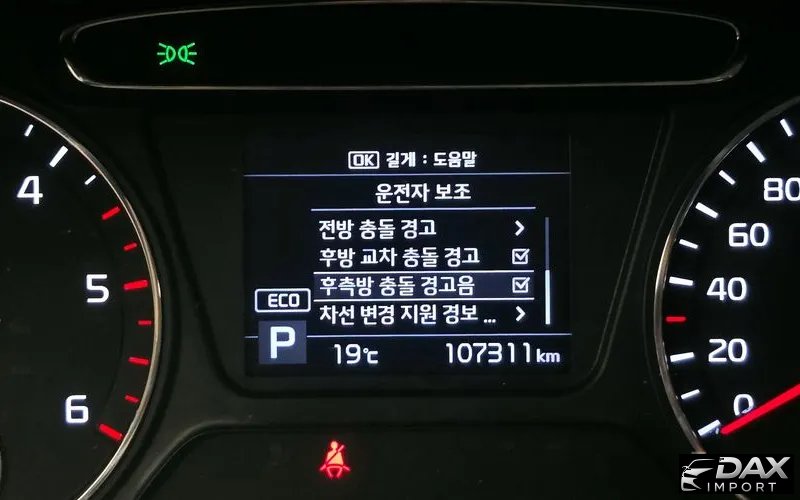 OK 길게 : 도움말
운전자 보조
전방 충돌 경고
후방 교차 충돌 경고
후측방 충돌 경고음
차선 변경 지원 경보 ...
ECO
P 19℃ 107311km
4
5
6
80
60
40
20
0
DAX
IMPORT